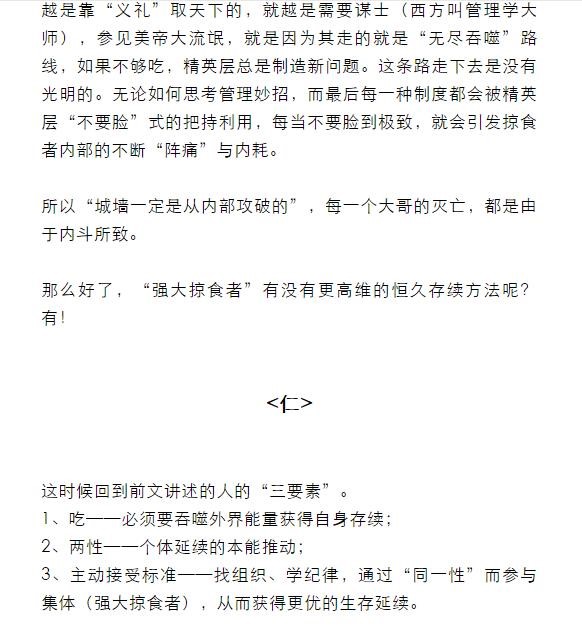 越是靠“义礼”取天下的，就越是需要谋士（西方叫管理学大
师），参见美帝大流氓，就是因为其走的就是“无尽吞噬”路
线，如果不够吃，精英层总是制造新问题。这条路走下去是没有
光明的。无论如何思考管理妙招，而最后每一种制度都会被精英
层“不要脸”式的把持利用，每当不要脸到极致，就会引发掠食
者内部的不断“阵痛”与内耗。
所以“城墙一定是从内部攻破的”，每一个大哥的灭亡，都是由
于内斗所致。
那么好了，“强大掠食者”有没有更高维的恒久存续方法呢？
有！
<仁>
这时候回到前文讲述的人的“三要素”。
1、吃——必须要吞噬外界能量获得自身存续；
2、两性——个体延续的本能推动；
3、主动接受标准——找组织、学纪律，通过“同一性”而参与
集体（强大掠食者），从而获得更优的生存延续。